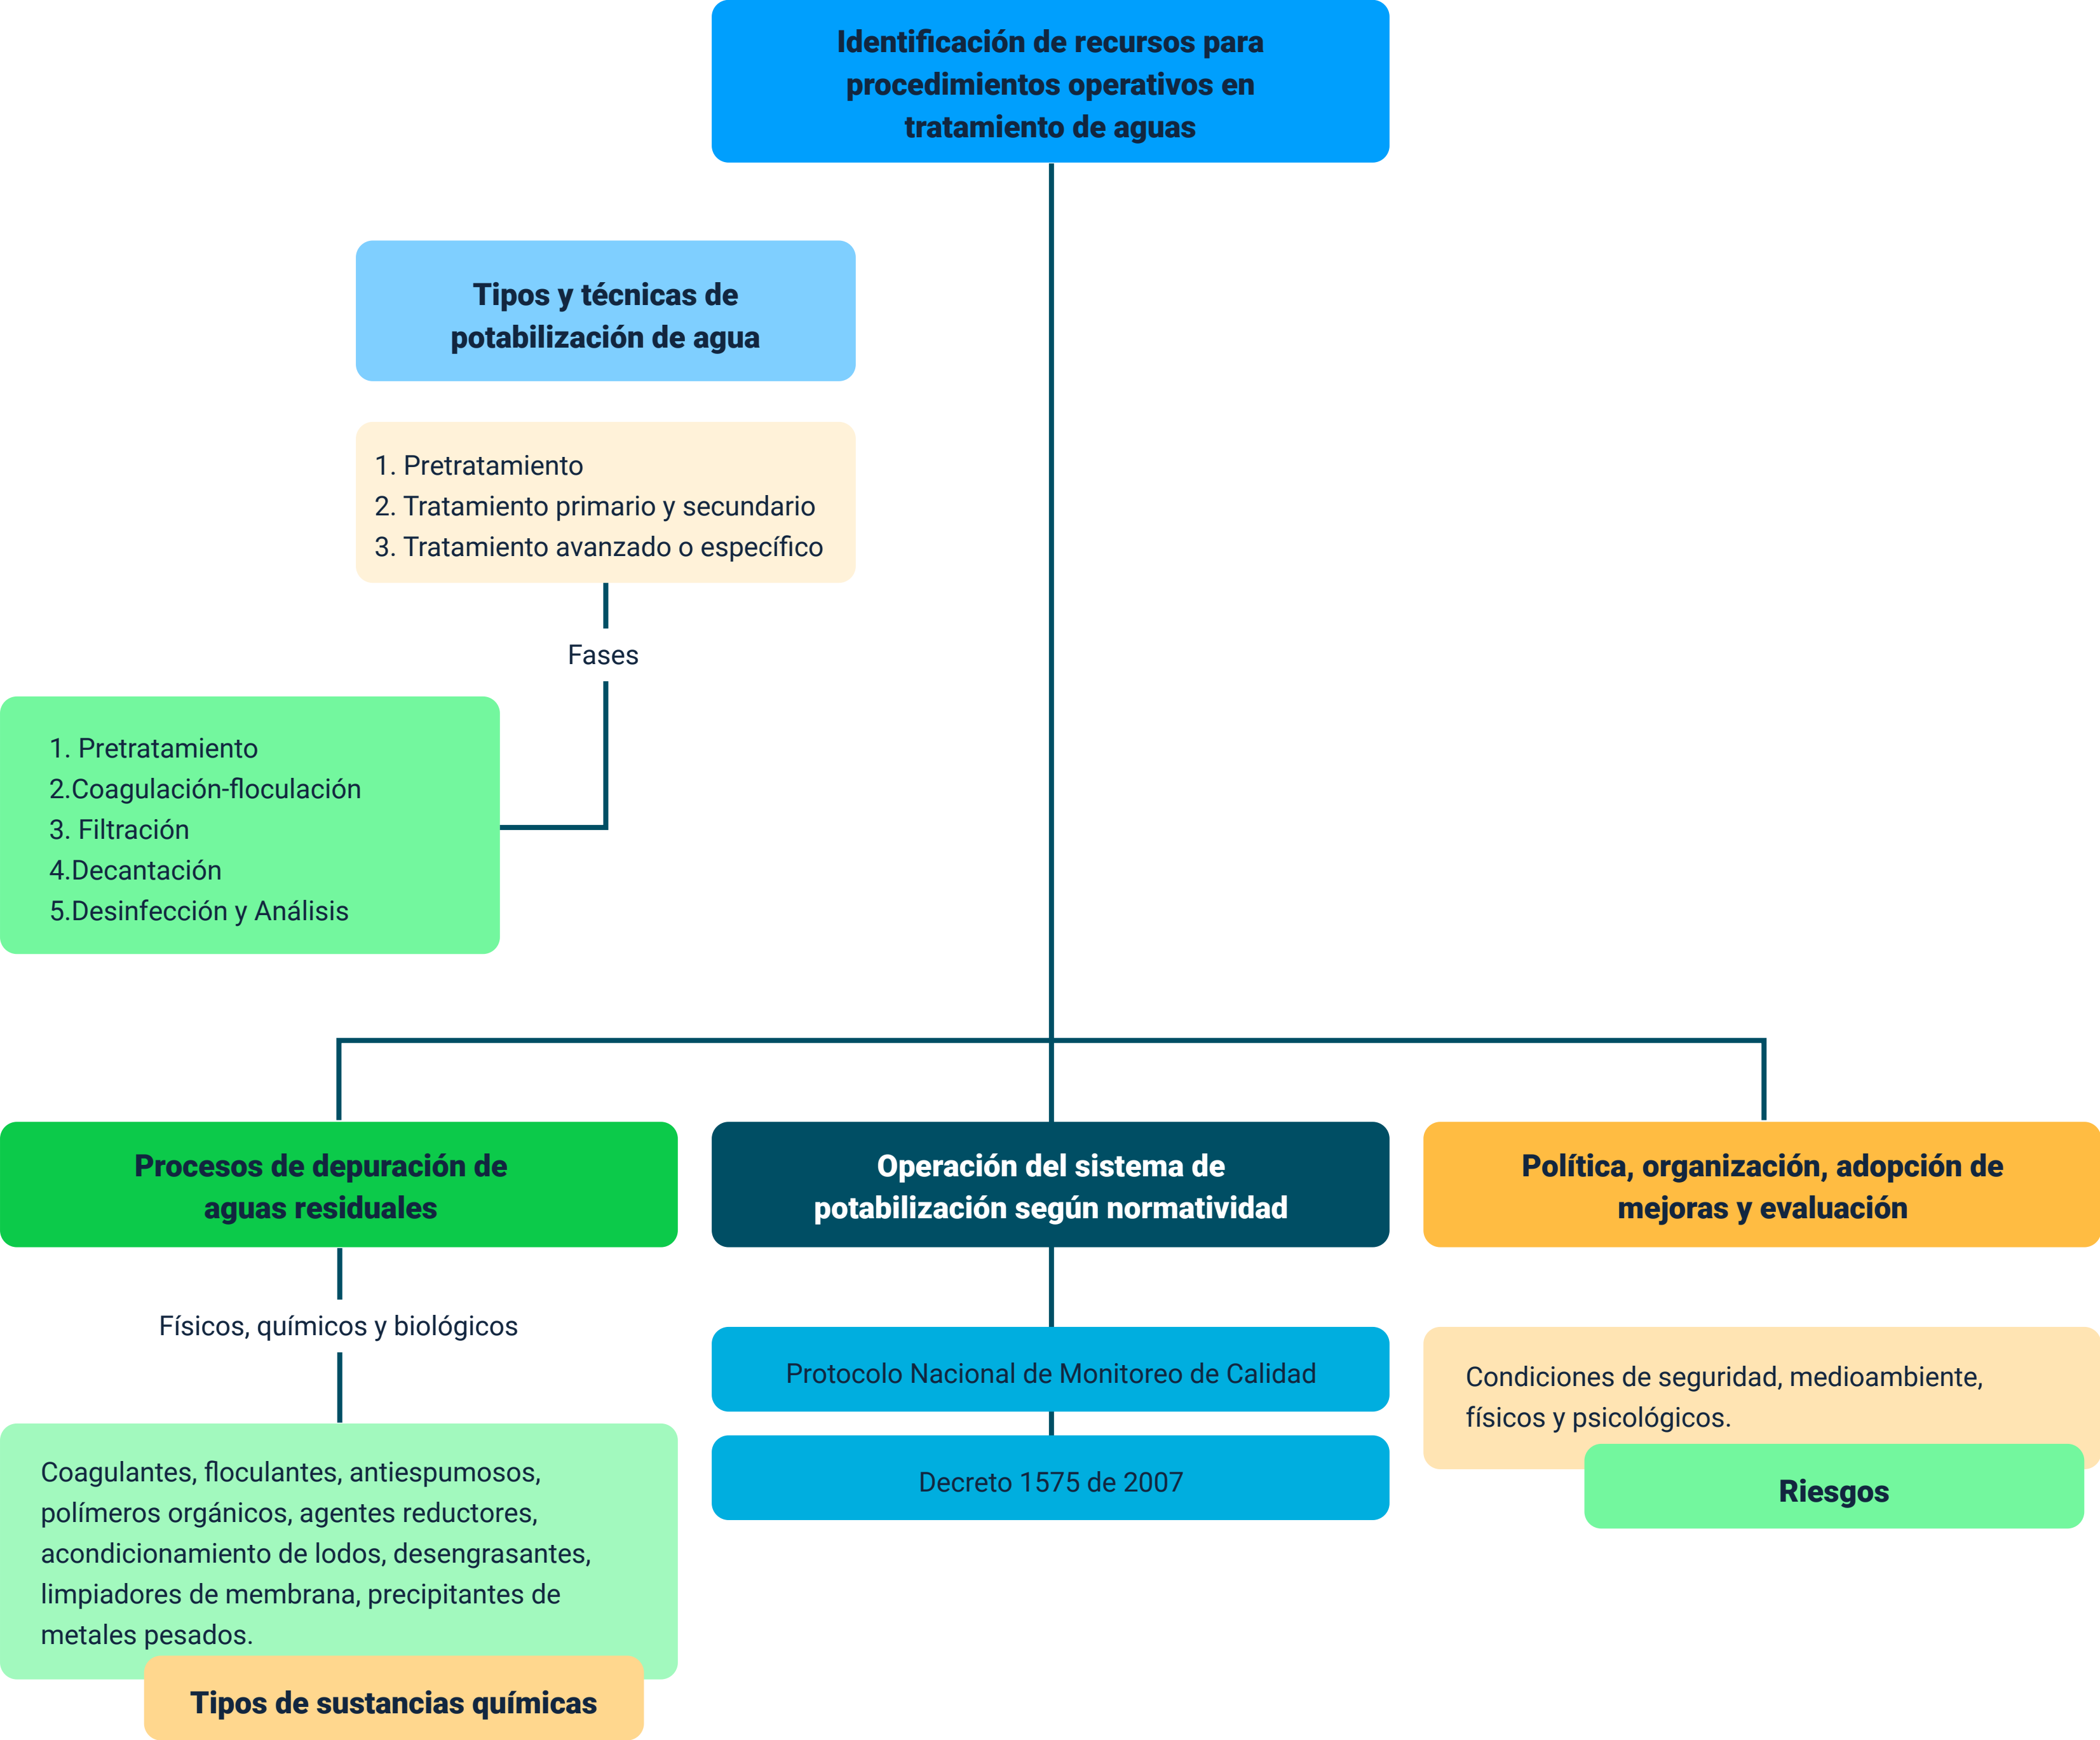 Identificación de recursos para
procedimientos operativos en
tratamiento de aguas
Tipos y técnicas de
potabilización de agua
1. Pretratamiento
2. Tratamiento primario y secundario
3. Tratamiento avanzado o específico
Fases
1. Pretratamiento
2.Coagulación-floculación
3. Filtración
4.Decantación
5.Desinfección y Análisis
Procesos de depuración de
aguas residuales
Físicos, químicos y biológicos
Coagulantes, floculantes, antiespumosos,
polímeros orgánicos, agentes reductores,
acondicionamiento de lodos, desengrasantes,
limpiadores de membrana, precipitantes de
metales pesados.
Tipos de sustancias químicas
Operación del sistema de
potabilización según normatividad
Protocolo Nacional de Monitoreo de Calidad
Decreto 1575 de 2007
Política, organización, adopción de
mejoras y evaluación
Condiciones de seguridad, medioambiente,
físicos y psicológicos.
Riesgos